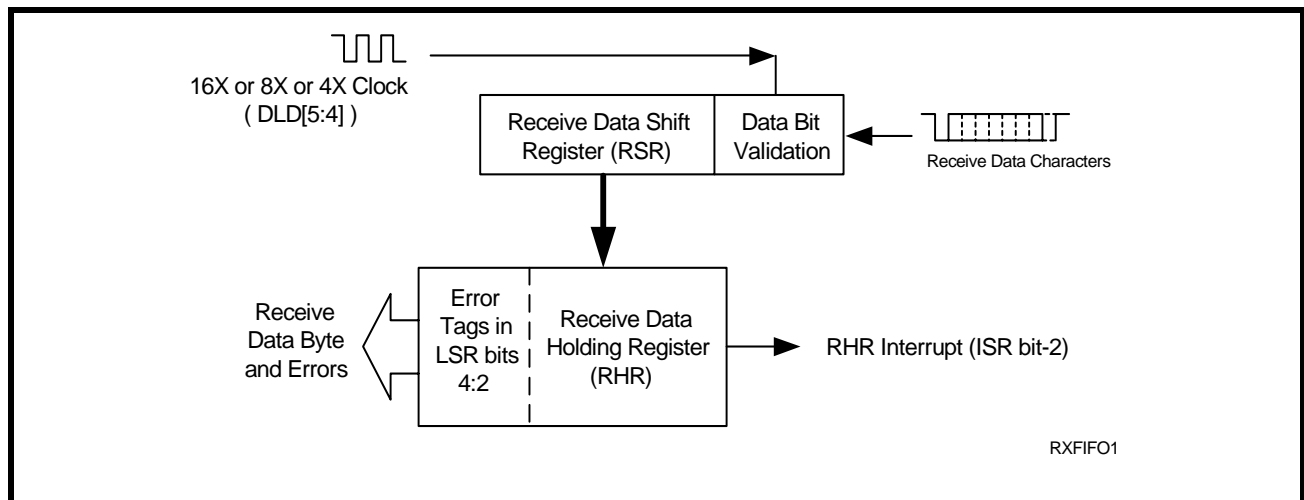 16X or 8X or 4X Clock
( DLD[5:4] )
Receive Data Shift
Register (RSR)
Data Bit
Validation
Receive Data Characters
Receive
Data Byte
and Errors
Error
Tags in
LSR bits
4:2
Receive Data
Holding Register
(RHR)
RHR Interrupt (ISR bit-2)
RXFIFO1